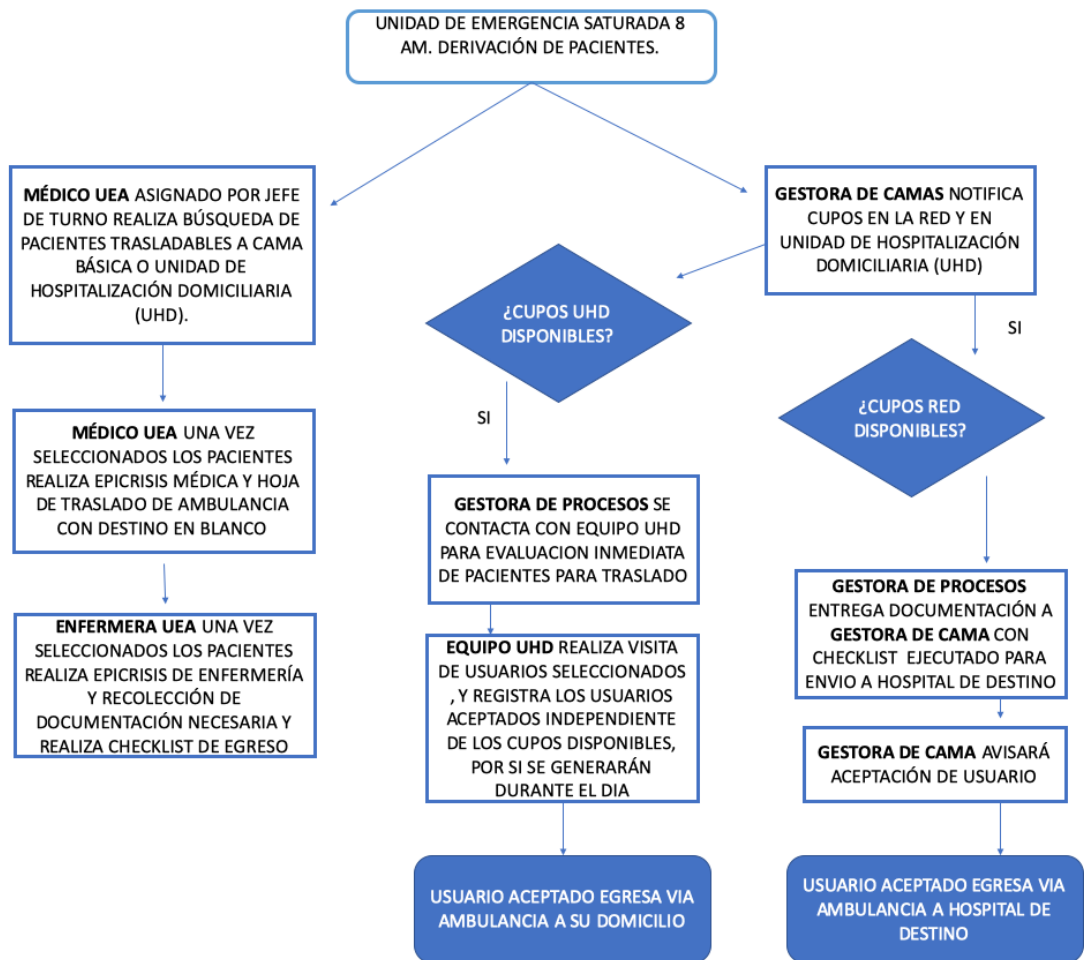 UNIDAD DE EMERGENCIA SATURADA 8
AM. DERIVACIÓN DE PACIENTES.
MÉDICO UEA ASIGNADO POR JEFE
DE TURNO REALIZA BÚSQUEDA DE
PACIENTES TRASLADABLES A CAMA
BÁSICA O UNIDAD DE
HOSPITALIZACIÓN DOMICILIARIA
(UHD).
MÉDICO UEA UNA VEZ
SELECCIONADOS LOS PACIENTES
REALIZA EPICRISIS MÉDICA Y HOJA
DE TRASLADO DE AMBULANCIA
CON DESTINO EN BLANCO
ENFERMERA UEA UNA VEZ
SELECCIONADOS LOS PACIENTES
REALIZA EPICRISIS DE ENFERMERÍA
Y RECOLECCIÓN DE
DOCUMENTACIÓN NECESARIA Y
REALIZA CHECKLIST DE EGRESO
GESTORA DE CAMAS NOTIFICA
CUPOS EN LA RED Y EN
UNIDAD DE HOSPITALIZACIÓN
DOMICILIARIA (UHD)
¿CUPOS UHD
DISPONIBLES?
SI
GESTORA DE PROCESOS SE
CONTACTA CON EQUIPO UHD
PARA EVALUACION INMEDIATA
DE PACIENTES PARA TRASLADO
EQUIPO UHD REALIZA VISITA
DE USUARIOS SELECCIONADOS
, Y REGISTRA LOS USUARIOS
ACEPTADOS INDEPENDIENTE
DE LOS CUPOS DISPONIBLES,
POR SI SE GENERARÁN
DURANTE EL DIA
USUARIO ACEPTADO EGRESA VIA
AMBULANCIA A SU DOMICILIO
SI
¿CUPOS RED
DISPONIBLES?
GESTORA DE PROCESOS
ENTREGA DOCUMENTACIÓN A
GESTORA DE CAMA CON
CHECKLIST EJECUTADO PARA
ENVIO A HOSPITAL DE DESTINO
GESTORA DE CAMA AVISARÁ
ACEPTACIÓN DE USUARIO
USUARIO ACEPTADO EGRESA VIA
AMBULANCIA A HOSPITAL DE
DESTINO